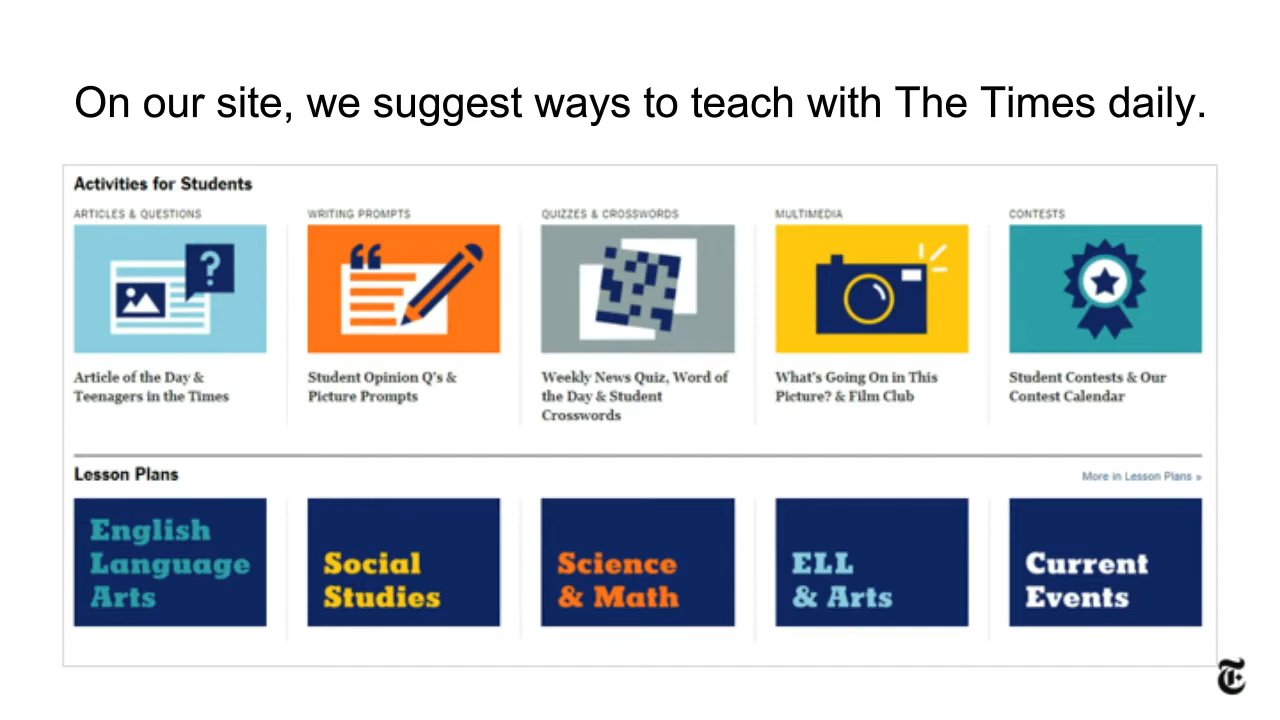 On our site, we suggest ways to teach with The Times daily.
Activities for Students
ARTICLES & QUESTIONS
WRITING PROMPTS
QUIZZES & CROSSWORDS
MULTIMEDIA
CONTESTS
?
“
Article of the Day &
Teenagers in the Times
Student Opinion Q's &
Picture Prompts
Weekly News Quiz, Word of
the Day & Student
Crosswords
What's Going On in This
Picture? & Film Club
Student Contests & Our
Contest Calendar
Lesson Plans
More in Lesson Plans »
English
Language
Arts
Social
Studies
Science
& Math
ELL
& Arts
Current
Events
T